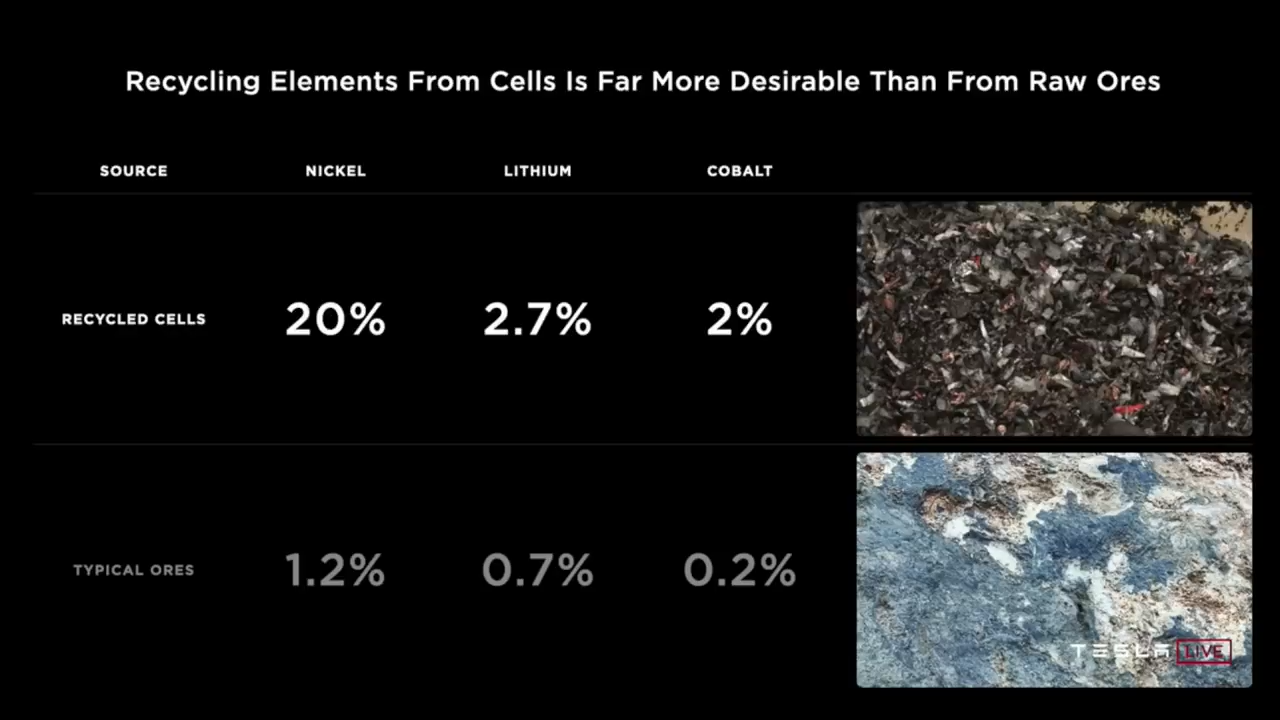 Recycling Elements From Cells Is Far More Desirable Than From Raw Ores
SOURCE NICKEL LITHIUM COBALT
RECYCLED CELLS 20% 2.7% 2%
TYPICAL ORES 1.2% 0.7% 0.2%
TESLA LIVE